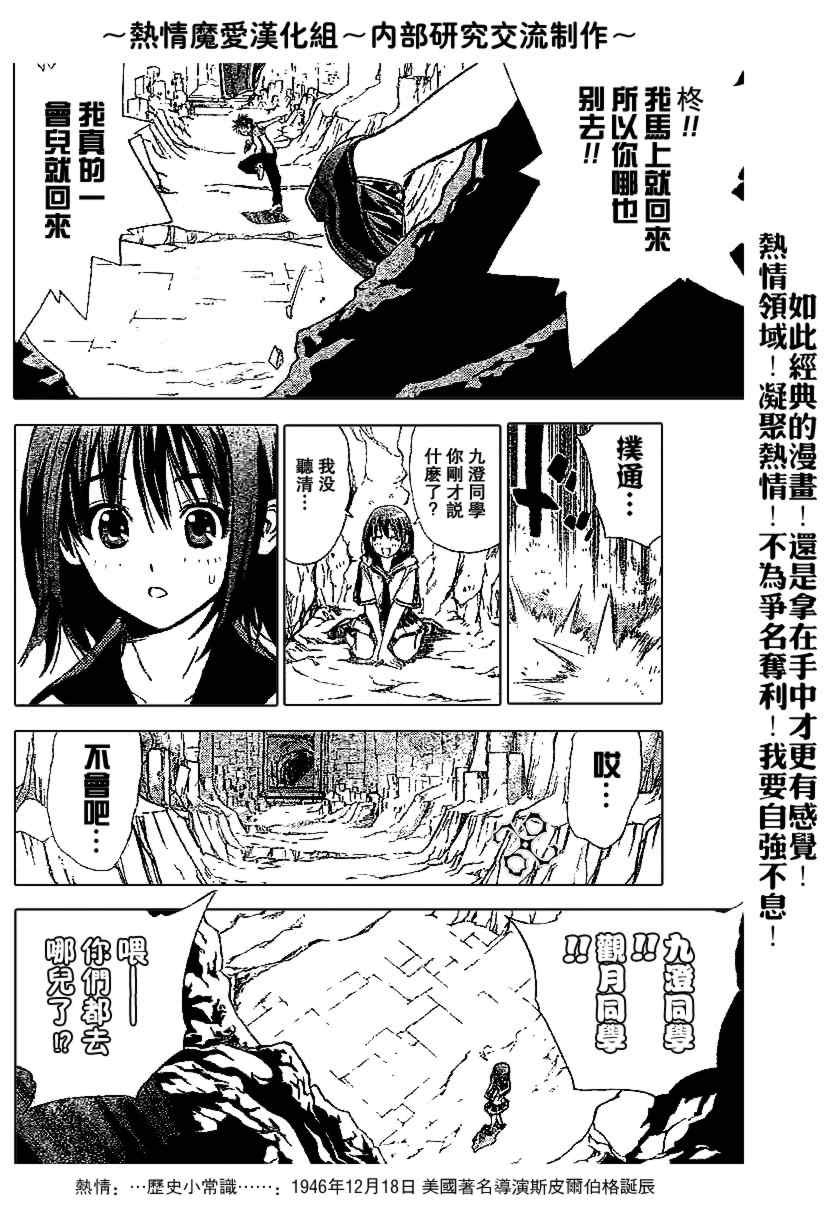 ～熱情魔愛漢化組～内部研究交流制作～
柊!!
我馬上就回來
所以你哪也
别去!!
我真的一
會兒就回來
撲通…
九澄同學
你剛才説
什麽了?
我没
聽清…
哎…
不會吧…
九澄同學
!!
觀月同學
!!
喂——
你們都去
哪兒了!?
如此經典的漫畫！還是拿在手中才更有感覺！
熱情領域！凝聚熱情！不為爭名奪利！我要自強不息！
熱情：…歷史小常識……：1946年12月18日 美國著名導演斯皮爾伯格誕辰